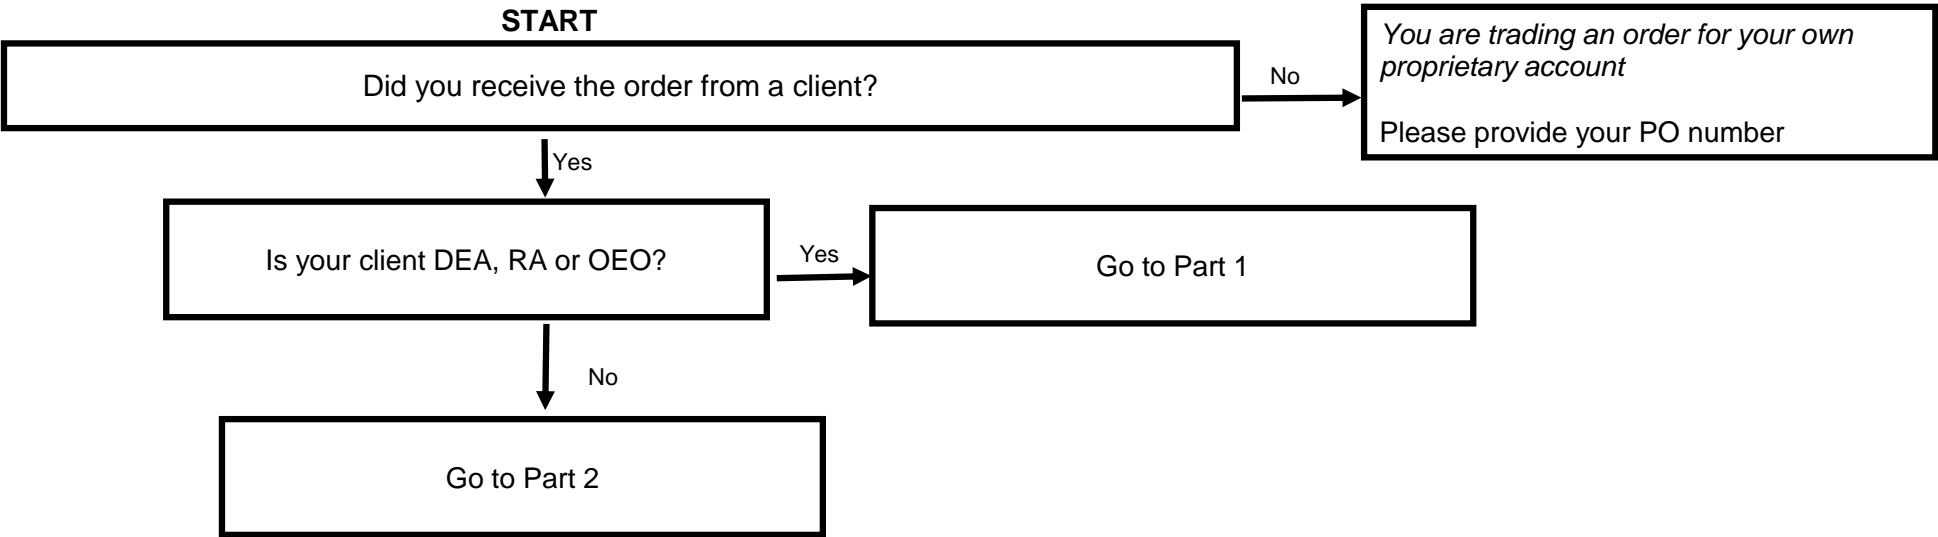 START
Did you receive the order from a client?
No
You are trading an order for your own
proprietary account
Please provide your PO number
Yes
Is your client DEA, RA or OEO?
Yes
Go to Part 1
No
Go to Part 2